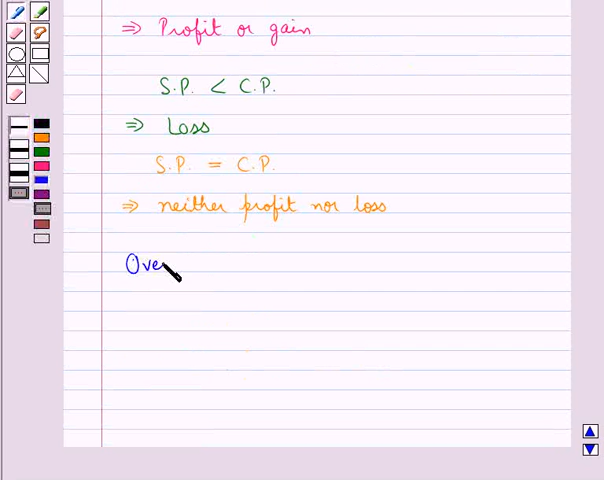 ⇒ Profit or gain
S.P. < C.P.
⇒ Loss
S.P. = C.P.
⇒ neither profit nor loss
Ove